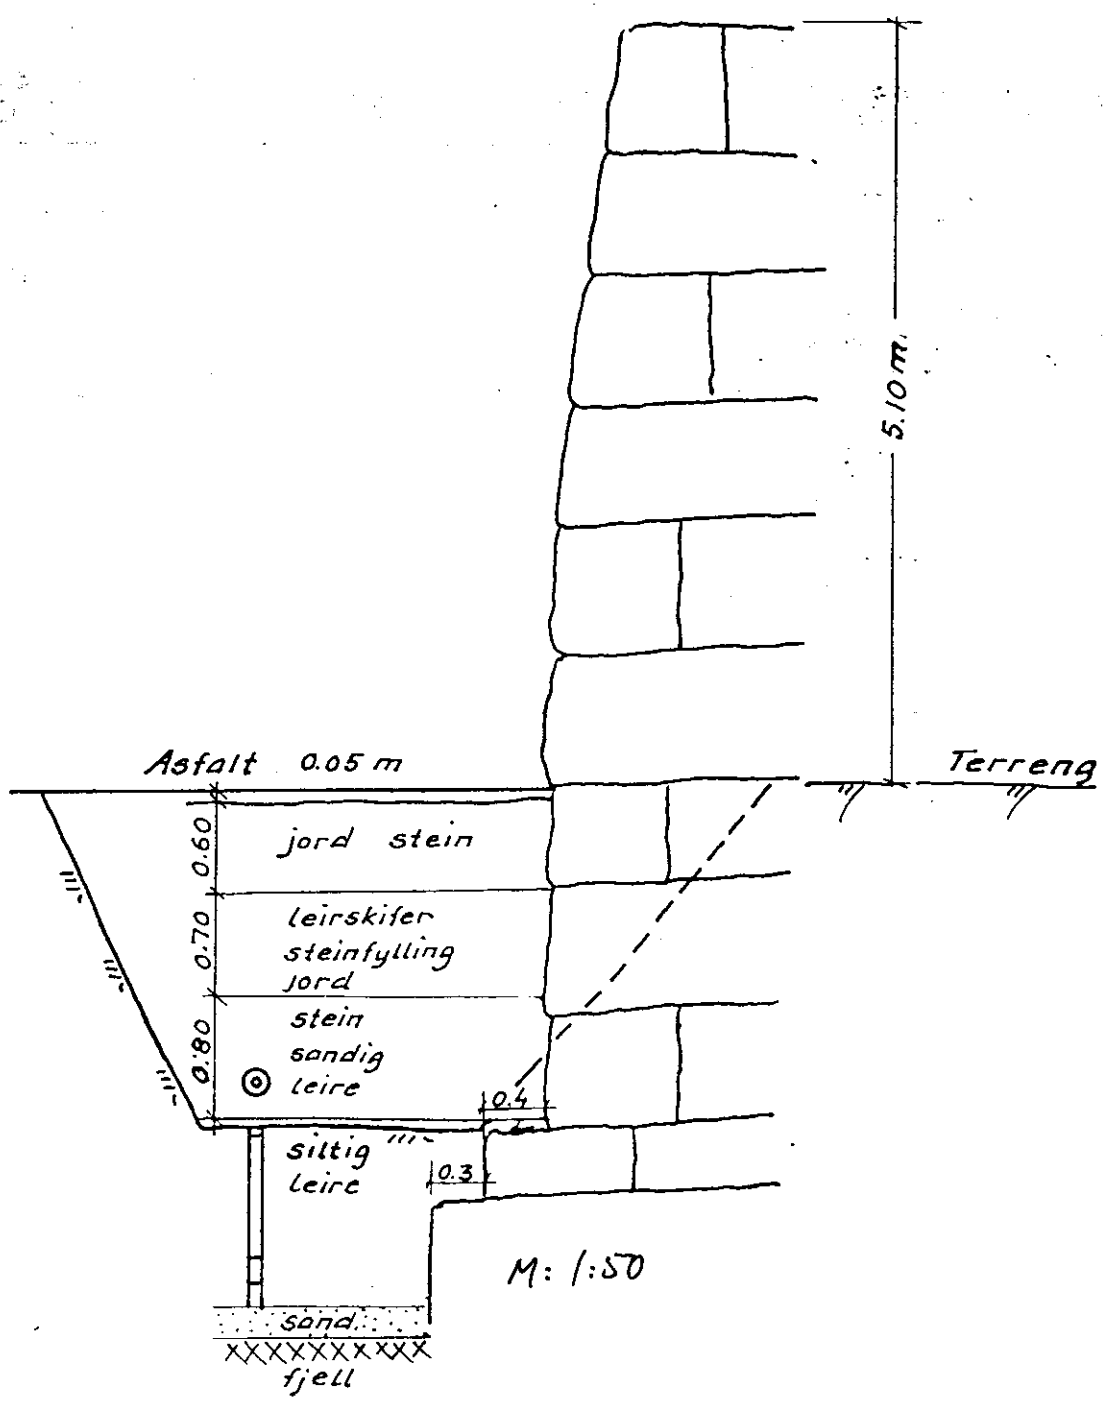 5.10 m.
Asfalt 0.05 m
Terreng
0.60
jord stein
0.70
leirskifer
steinfylling
jord
0.80
stein
sandig
leire
0.4
siltig
leire
0.3
M: 1:50
sand
fjell